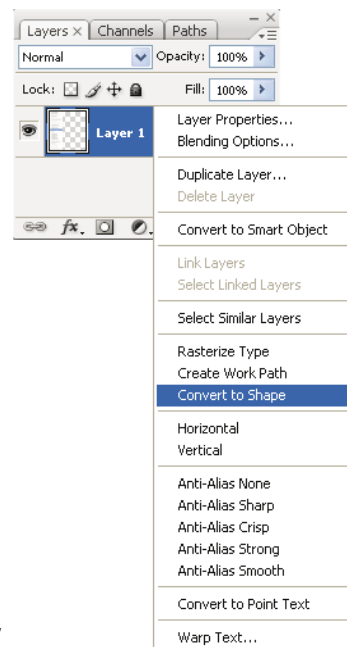 Layers × Channels Paths
Normal Opacity: 100%
Lock: Fill: 100%
Layer 1
fx.
Layer Properties...
Blending Options...
Duplicate Layer...
Delete Layer
Convert to Smart Object
Link Layers
Select Linked Layers
Select Similar Layers
Rasterize Type
Create Work Path
Convert to Shape
Horizontal
Vertical
Anti-Alias None
Anti-Alias Sharp
Anti-Alias Crisp
Anti-Alias Strong
Anti-Alias Smooth
Convert to Point Text
Warp Text...